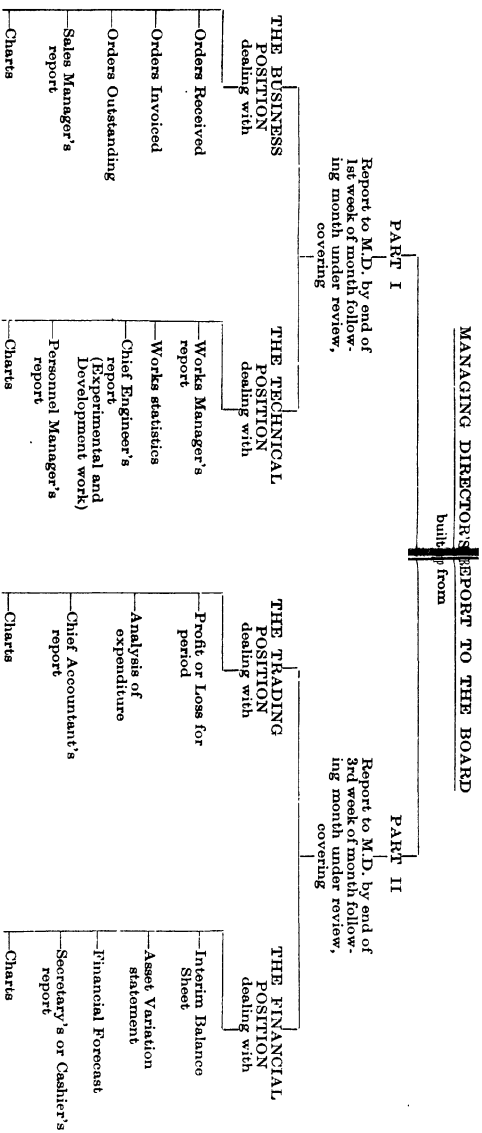 MANAGING DIRECTOR'S REPORT TO THE BOARD
built up from
PART I
Report to M.D. by end of
1st week of month follow-
ing month under review,
covering
THE BUSINESS
POSITION
dealing with
Orders Received
Orders Invoiced
Orders Outstanding
Sales Manager's
report
Charts
THE TECHNICAL
POSITION
dealing with
Works Manager's
report
Works statistics
Chief Engineer's
report
(Experimental and
Development work)
Personnel Manager's
report
Charts
PART II
Report to M.D. by end of
3rd week of month follow-
ing month under review,
covering
THE TRADING
POSITION
dealing with
Profit or Loss for
period
Analysis of
expenditure
Chief Accountant's
report
Charts
THE FINANCIAL
POSITION
dealing with
Interim Balance
Sheet
Asset Variation
statement
Financial Forecast
Secretary's or Cashier's
report
Charts